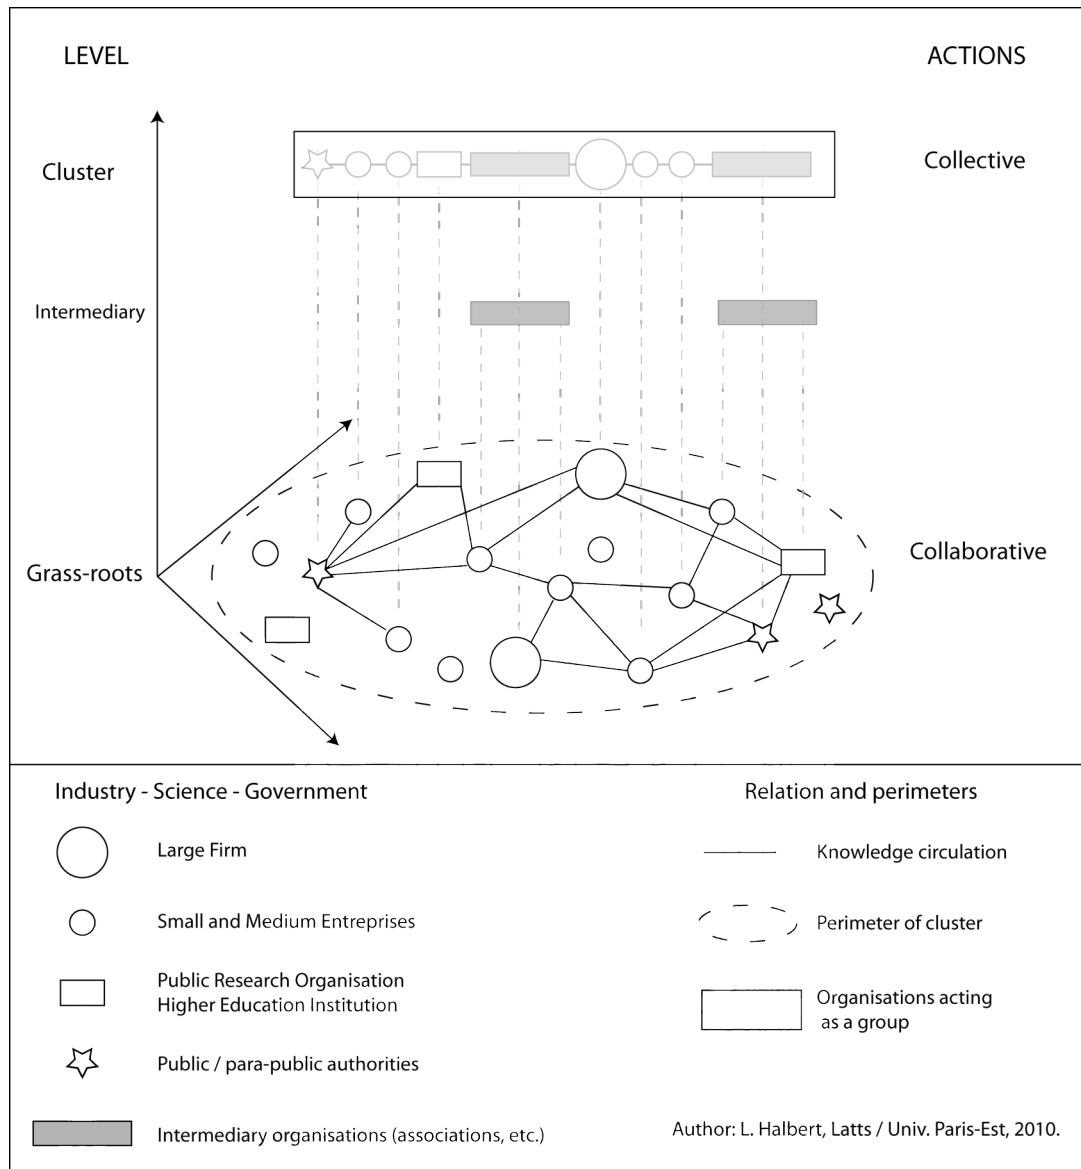 LEVEL
ACTIONS
Cluster
Collective
Intermediary
Grass-roots
Collaborative
Industry - Science - Government
Relation and perimeters
Large Firm
Knowledge circulation
Small and Medium Entreprises
Perimeter of cluster
Public Research Organisation
Higher Education Institution
Organisations acting
as a group
Public / para-public authorities
Intermediary organisations (associations, etc.)
Author: L. Halbert, Latts / Univ. Paris-Est, 2010.